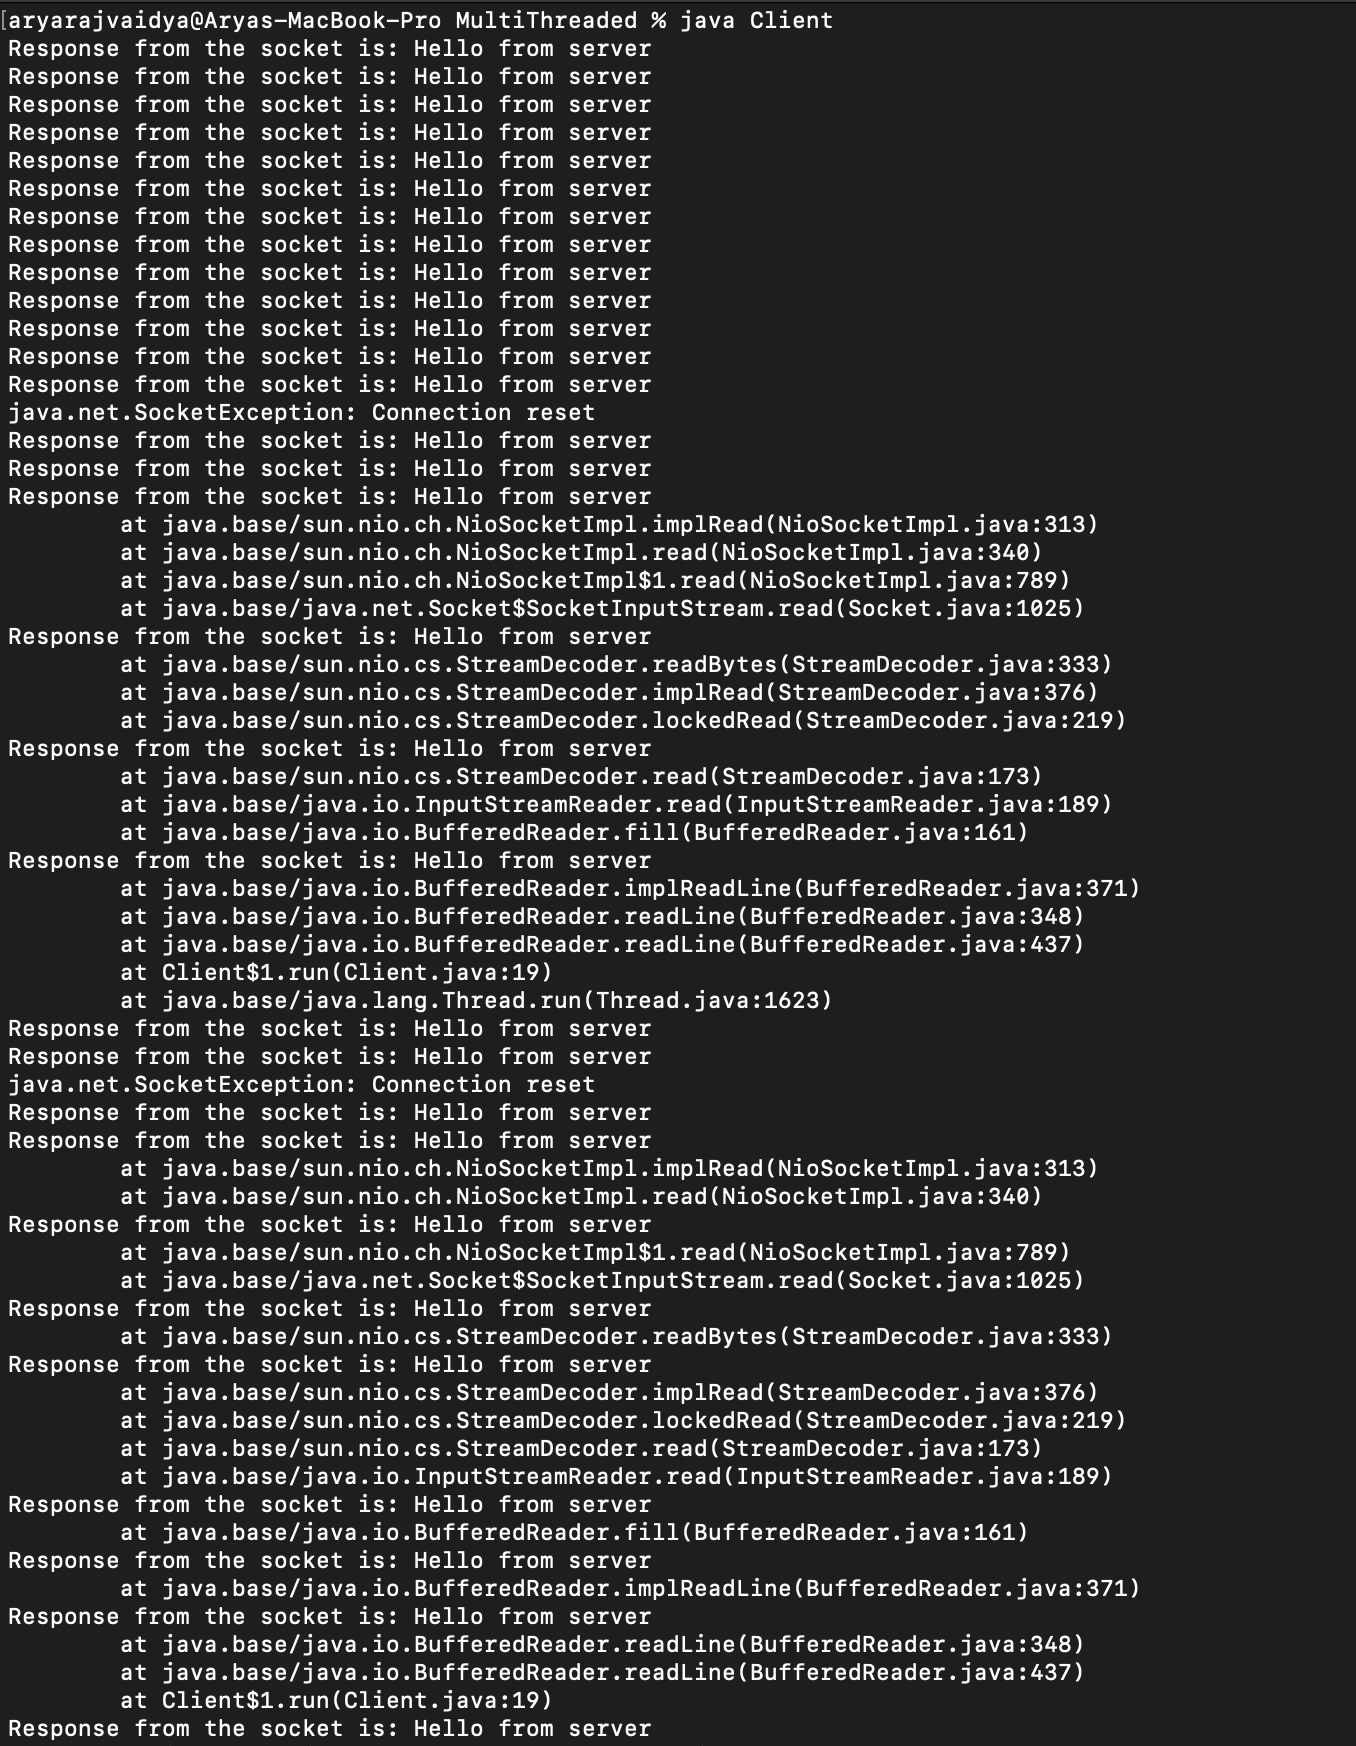 [aryarajvaidya@Aryas-MacBook-Pro MultiThreaded % java Client
Response from the socket is: Hello from server
Response from the socket is: Hello from server
Response from the socket is: Hello from server
Response from the socket is: Hello from server
Response from the socket is: Hello from server
Response from the socket is: Hello from server
Response from the socket is: Hello from server
Response from the socket is: Hello from server
Response from the socket is: Hello from server
Response from the socket is: Hello from server
Response from the socket is: Hello from server
Response from the socket is: Hello from server
Response from the socket is: Hello from server
java.net.SocketException: Connection reset
Response from the socket is: Hello from server
Response from the socket is: Hello from server
Response from the socket is: Hello from server
        at java.base/sun.nio.ch.NioSocketImpl.implRead(NioSocketImpl.java:313)
        at java.base/sun.nio.ch.NioSocketImpl.read(NioSocketImpl.java:340)
        at java.base/sun.nio.ch.NioSocketImpl$1.read(NioSocketImpl.java:789)
        at java.base/java.net.Socket$SocketInputStream.read(Socket.java:1025)
Response from the socket is: Hello from server
        at java.base/sun.nio.cs.StreamDecoder.readBytes(StreamDecoder.java:333)
        at java.base/sun.nio.cs.StreamDecoder.implRead(StreamDecoder.java:376)
        at java.base/sun.nio.cs.StreamDecoder.lockedRead(StreamDecoder.java:219)
Response from the socket is: Hello from server
        at java.base/sun.nio.cs.StreamDecoder.read(StreamDecoder.java:173)
        at java.base/java.io.InputStreamReader.read(InputStreamReader.java:189)
        at java.base/java.io.BufferedReader.fill(BufferedReader.java:161)
Response from the socket is: Hello from server
        at java.base/java.io.BufferedReader.implReadLine(BufferedReader.java:371)
        at java.base/java.io.BufferedReader.readLine(BufferedReader.java:348)
        at java.base/java.io.BufferedReader.readLine(BufferedReader.java:437)
        at Client$1.run(Client.java:19)
        at java.base/java.lang.Thread.run(Thread.java:1623)
Response from the socket is: Hello from server
Response from the socket is: Hello from server
java.net.SocketException: Connection reset
Response from the socket is: Hello from server
Response from the socket is: Hello from server
        at java.base/sun.nio.ch.NioSocketImpl.implRead(NioSocketImpl.java:313)
        at java.base/sun.nio.ch.NioSocketImpl.read(NioSocketImpl.java:340)
Response from the socket is: Hello from server
        at java.base/sun.nio.ch.NioSocketImpl$1.read(NioSocketImpl.java:789)
        at java.base/java.net.Socket$SocketInputStream.read(Socket.java:1025)
Response from the socket is: Hello from server
        at java.base/sun.nio.cs.StreamDecoder.readBytes(StreamDecoder.java:333)
Response from the socket is: Hello from server
        at java.base/sun.nio.cs.StreamDecoder.implRead(StreamDecoder.java:376)
        at java.base/sun.nio.cs.StreamDecoder.lockedRead(StreamDecoder.java:219)
        at java.base/sun.nio.cs.StreamDecoder.read(StreamDecoder.java:173)
        at java.base/java.io.InputStreamReader.read(InputStreamReader.java:189)
Response from the socket is: Hello from server
        at java.base/java.io.BufferedReader.fill(BufferedReader.java:161)
Response from the socket is: Hello from server
        at java.base/java.io.BufferedReader.implReadLine(BufferedReader.java:371)
Response from the socket is: Hello from server
        at java.base/java.io.BufferedReader.readLine(BufferedReader.java:348)
        at java.base/java.io.BufferedReader.readLine(BufferedReader.java:437)
        at Client$1.run(Client.java:19)
Response from the socket is: Hello from server